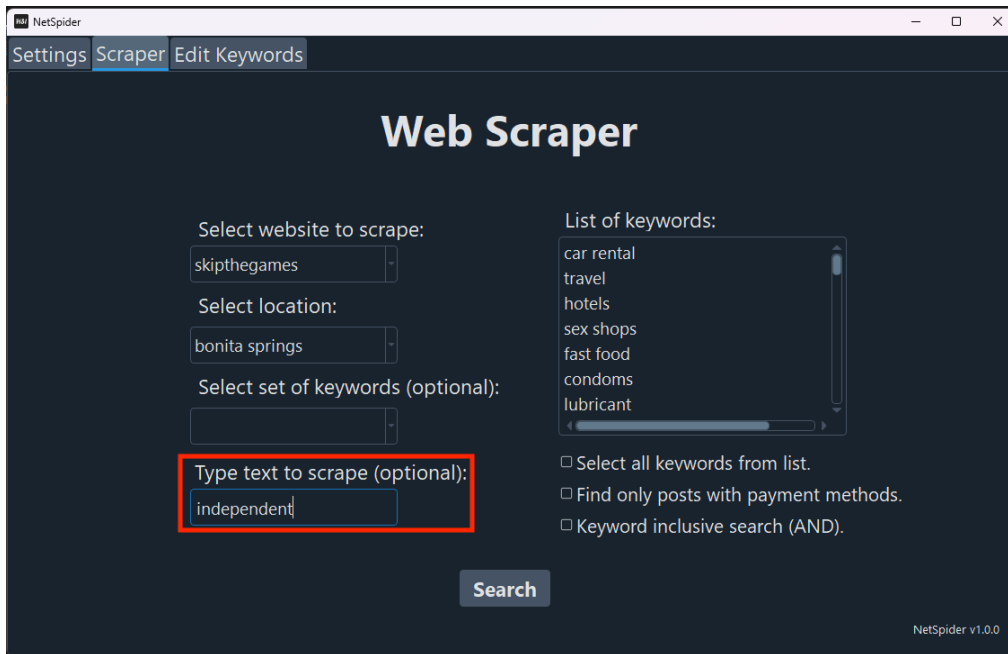 HSI NetSpider
Settings Scraper Edit Keywords
Web Scraper
Select website to scrape:
skipthegames
Select location:
bonita springs
Select set of keywords (optional):
Type text to scrape (optional):
independent
List of keywords:
car rental
travel
hotels
sex shops
fast food
condoms
lubricant
Select all keywords from list.
Find only posts with payment methods.
Keyword inclusive search (AND).
Search
NetSpider v1.0.0